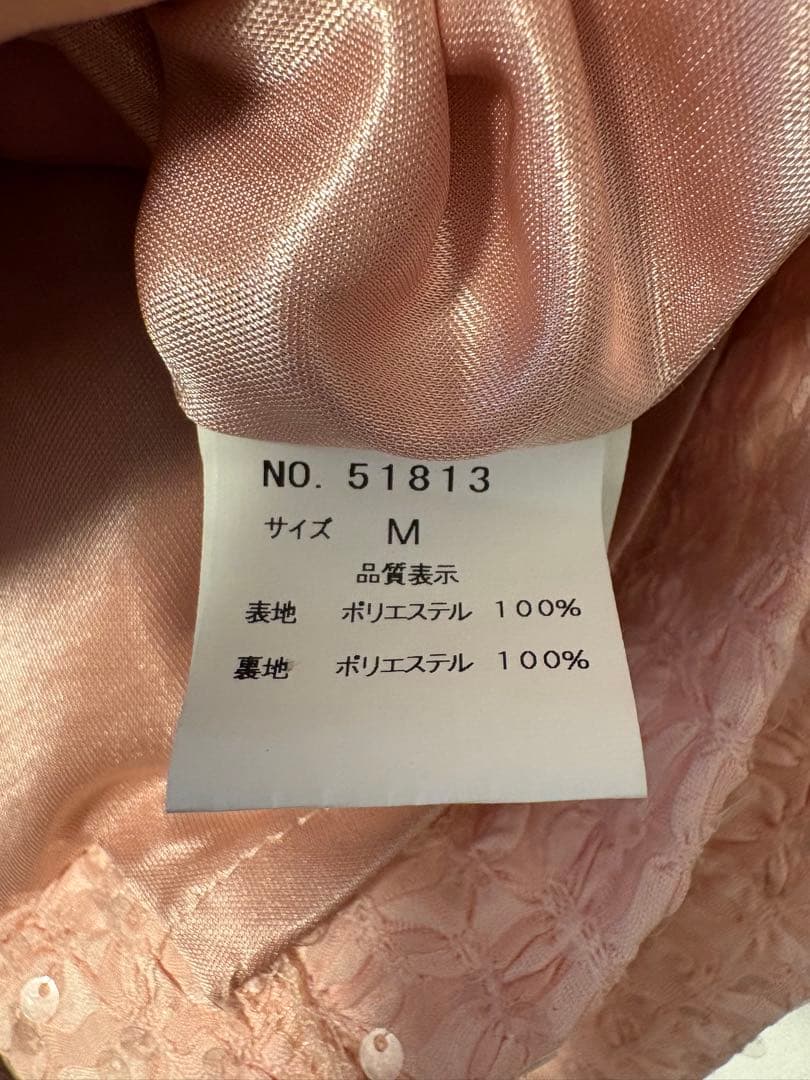 NO. 51813
サイズ M
品質表示
表地 ポリエステル 100%
裏地 ポリエステル 100%